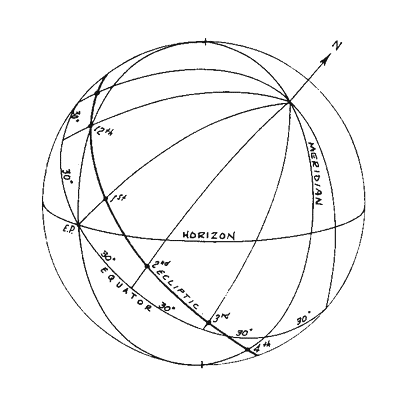 N
30°
12th
MERIDIAN
30°
1st
E.P.
HORIZON
30°
2nd
ECLIPTIC
EQUATOR
30°
3rd
30°
30°
4th